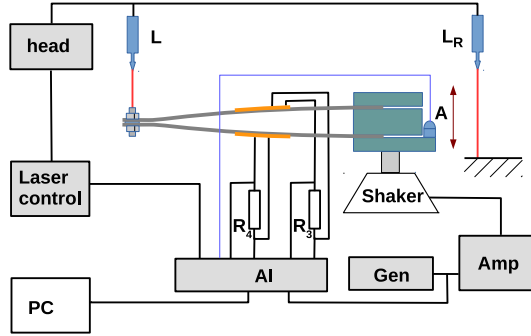 head
L
L_R
A
Laser
control
R_4
R_3
Shaker
PC
AI
Gen
Amp